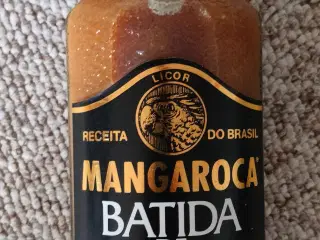 LICOR
RECEITA DO BRASIL
MANGAROCA
BATIDA